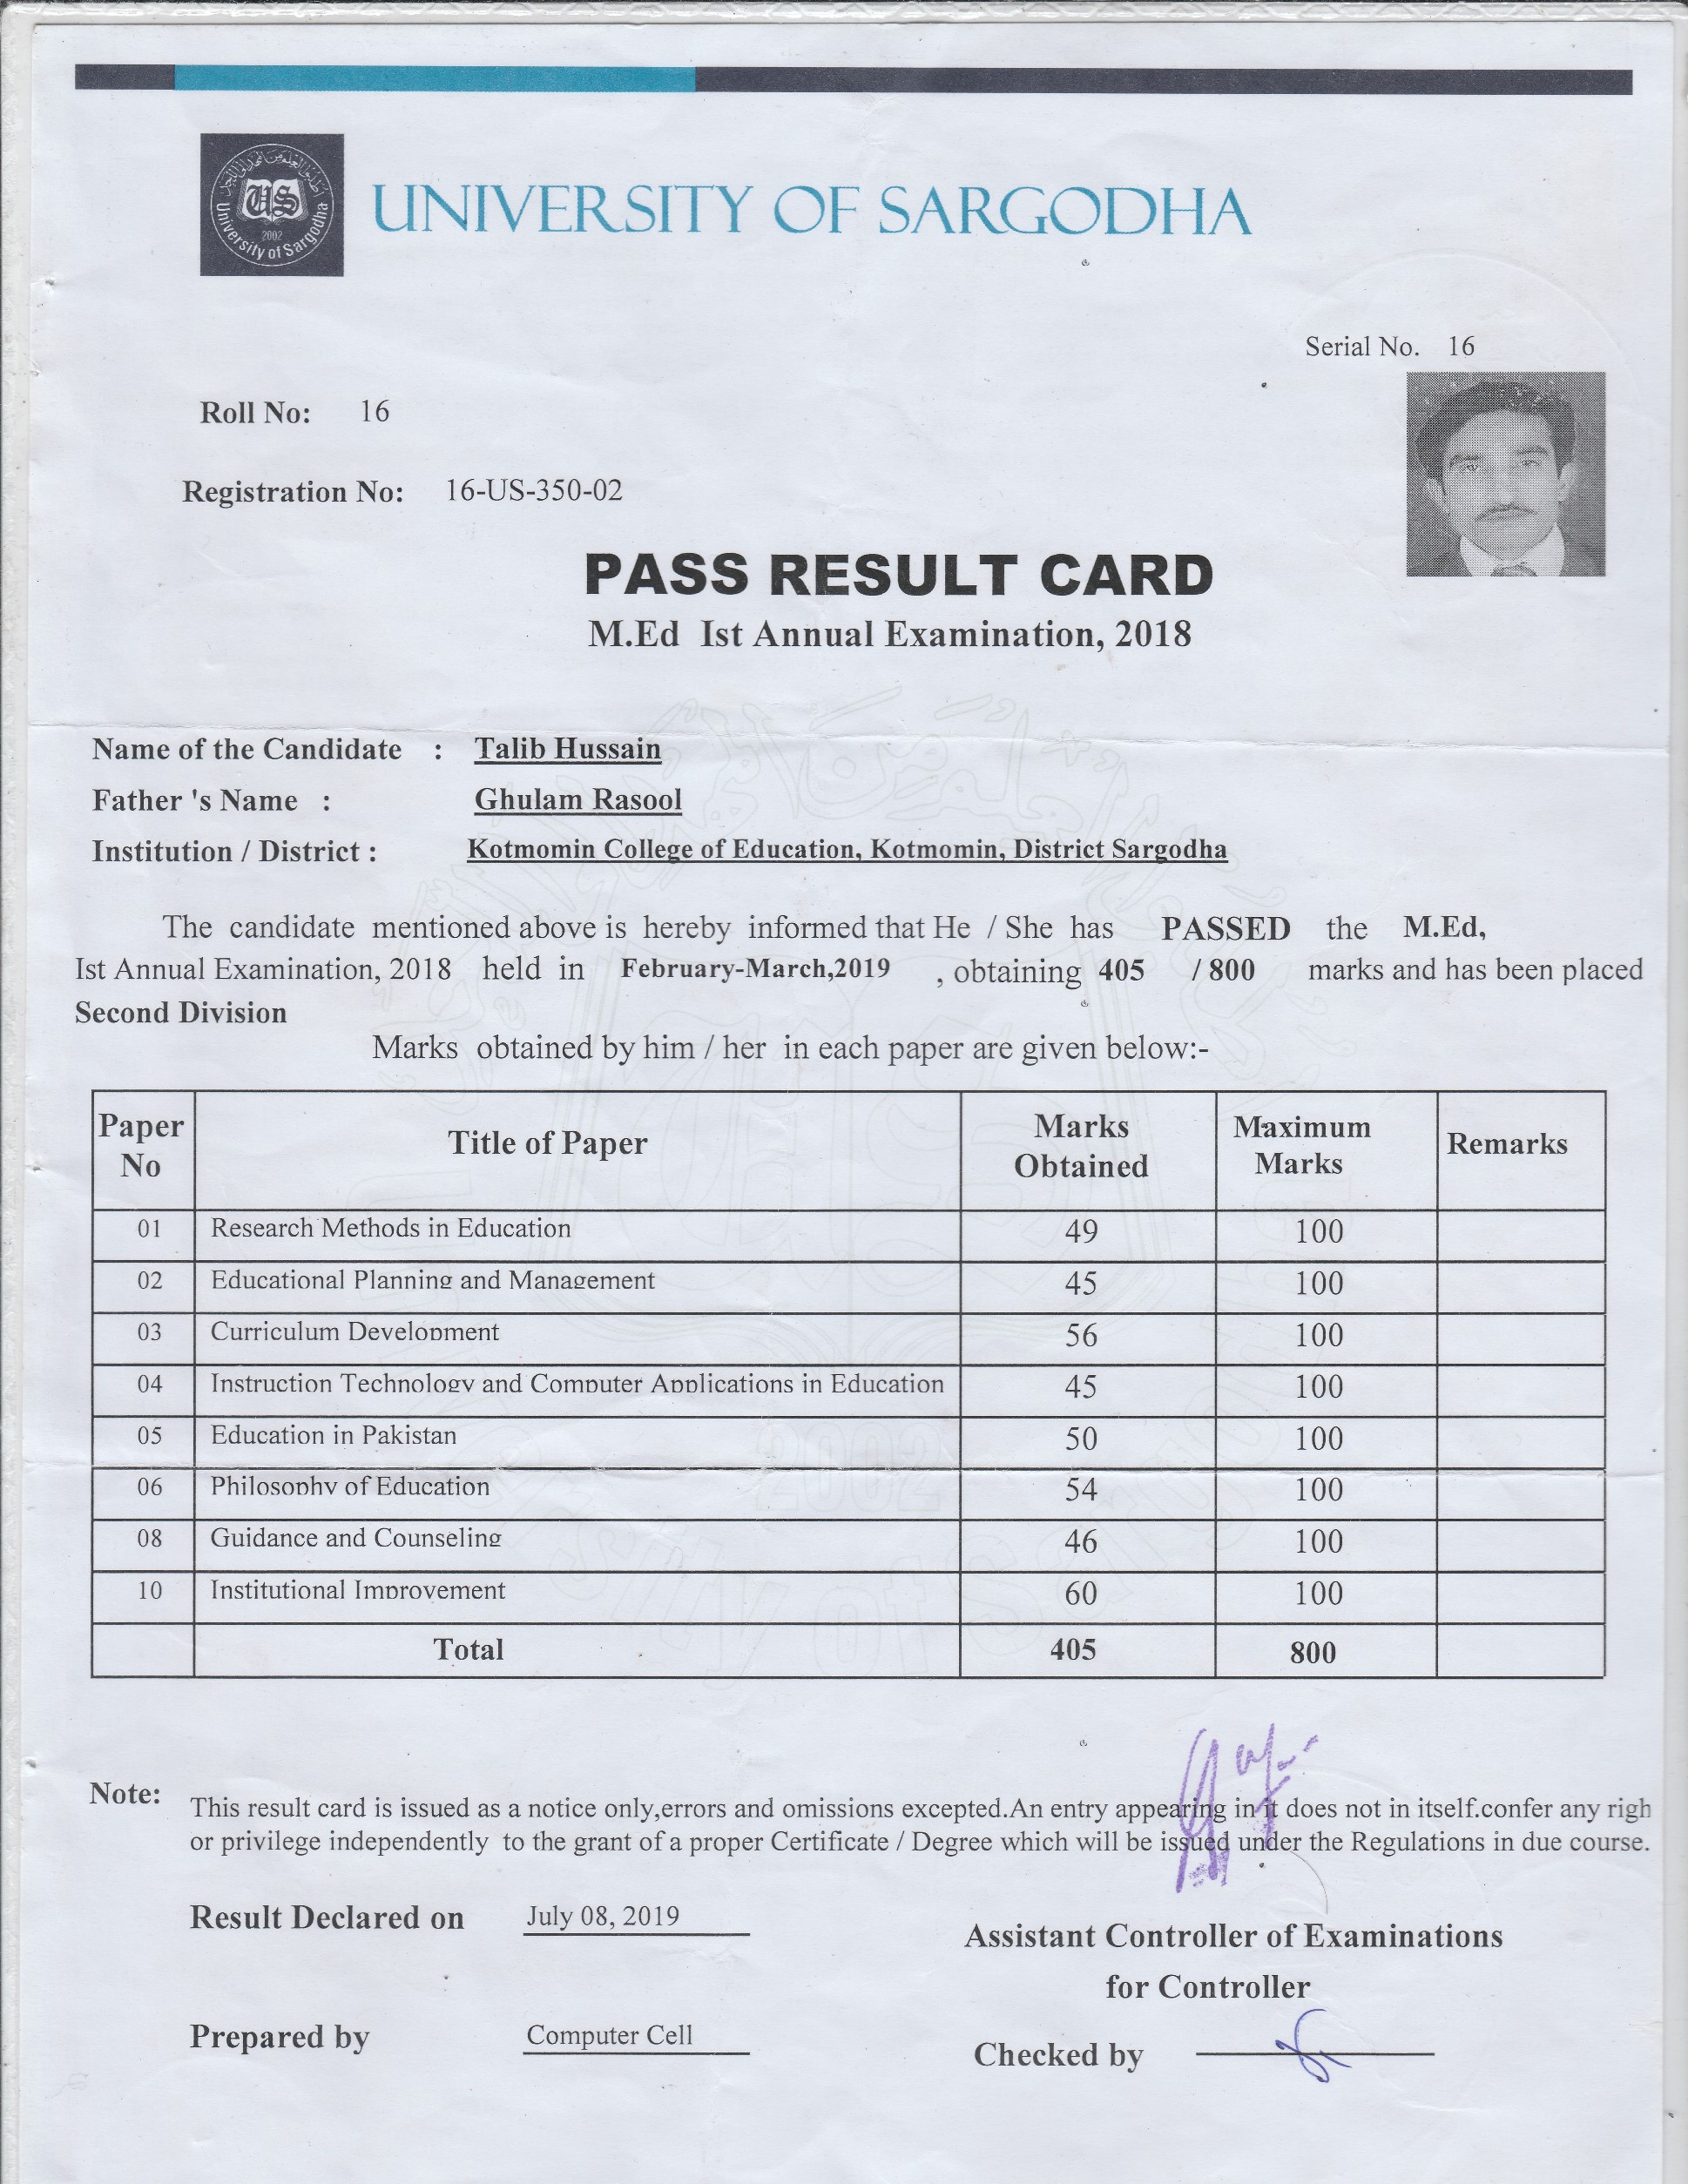 US
2002
University of Sargodha
UNIVERSITY OF SARGODHA
Serial No. 16
Roll No: 16
Registration No: 16-US-350-02
PASS RESULT CARD
M.Ed Ist Annual Examination, 2018
Name of the Candidate : Talib Hussain
Father 's Name : Ghulam Rasool
Institution / District : Kotmomin College of Education, Kotmomin, District Sargodha
The candidate mentioned above is hereby informed that He / She has PASSED the M.Ed,
Ist Annual Examination, 2018 held in February-March,2019 , obtaining 405 / 800 marks and has been placed
Second Division
Marks obtained by him / her in each paper are given below:-
Paper No Title of Paper Marks Obtained Maximum Marks Remarks
01 Research Methods in Education 49 100
02 Educational Planning and Management 45 100
03 Curriculum Development 56 100
04 Instruction Technology and Computer Applications in Education 45 100
05 Education in Pakistan 50 100
06 Philosophy of Education 54 100
08 Guidance and Counseling 46 100
10 Institutional Improvement 60 100
Total 405 800
Note: This result card is issued as a notice only,errors and omissions excepted.An entry appearing in it does not in itself.confer any righ
or privilege independently to the grant of a proper Certificate / Degree which will be issued under the Regulations in due course.
Result Declared on July 08, 2019
Assistant Controller of Examinations
for Controller
Prepared by Computer Cell
Checked by